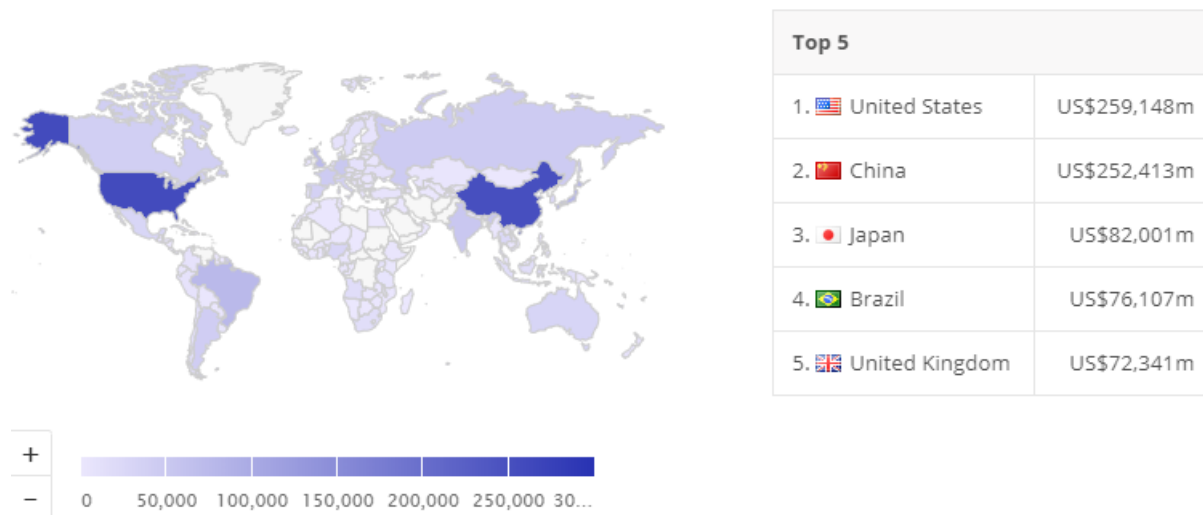 Top 5
1. United States US$259,148m
2. China US$252,413m
3. Japan US$82,001m
4. Brazil US$76,107m
5. United Kingdom US$72,341m
+
−
0 50,000 100,000 150,000 200,000 250,000 30...